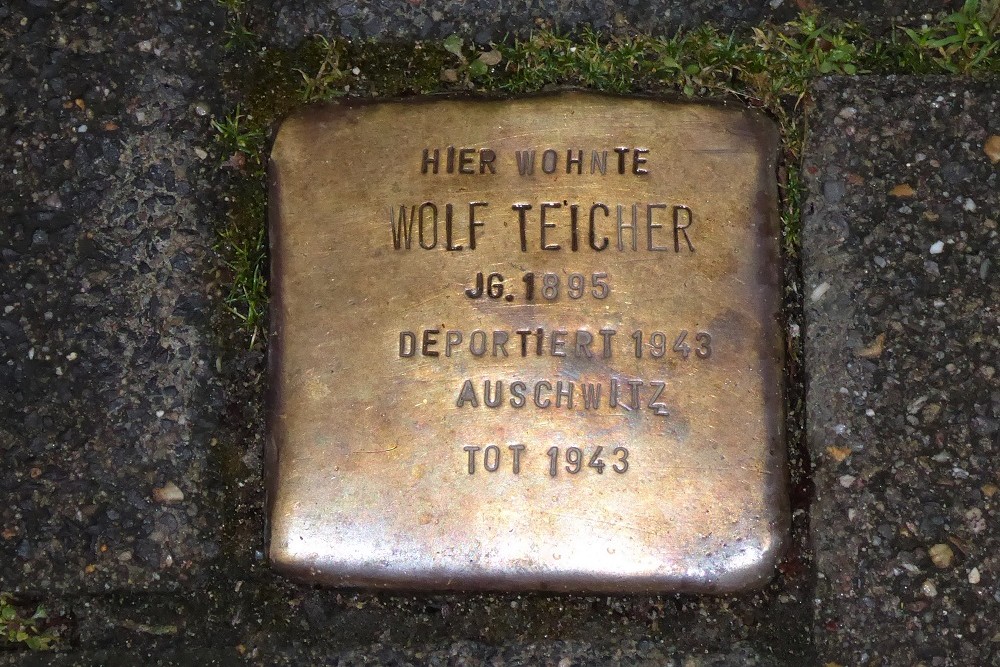 HIER WOHNTE
WOLF TEICHER
JG. 1895
DEPORTIERT 1943
AUSCHWITZ
TOT 1943